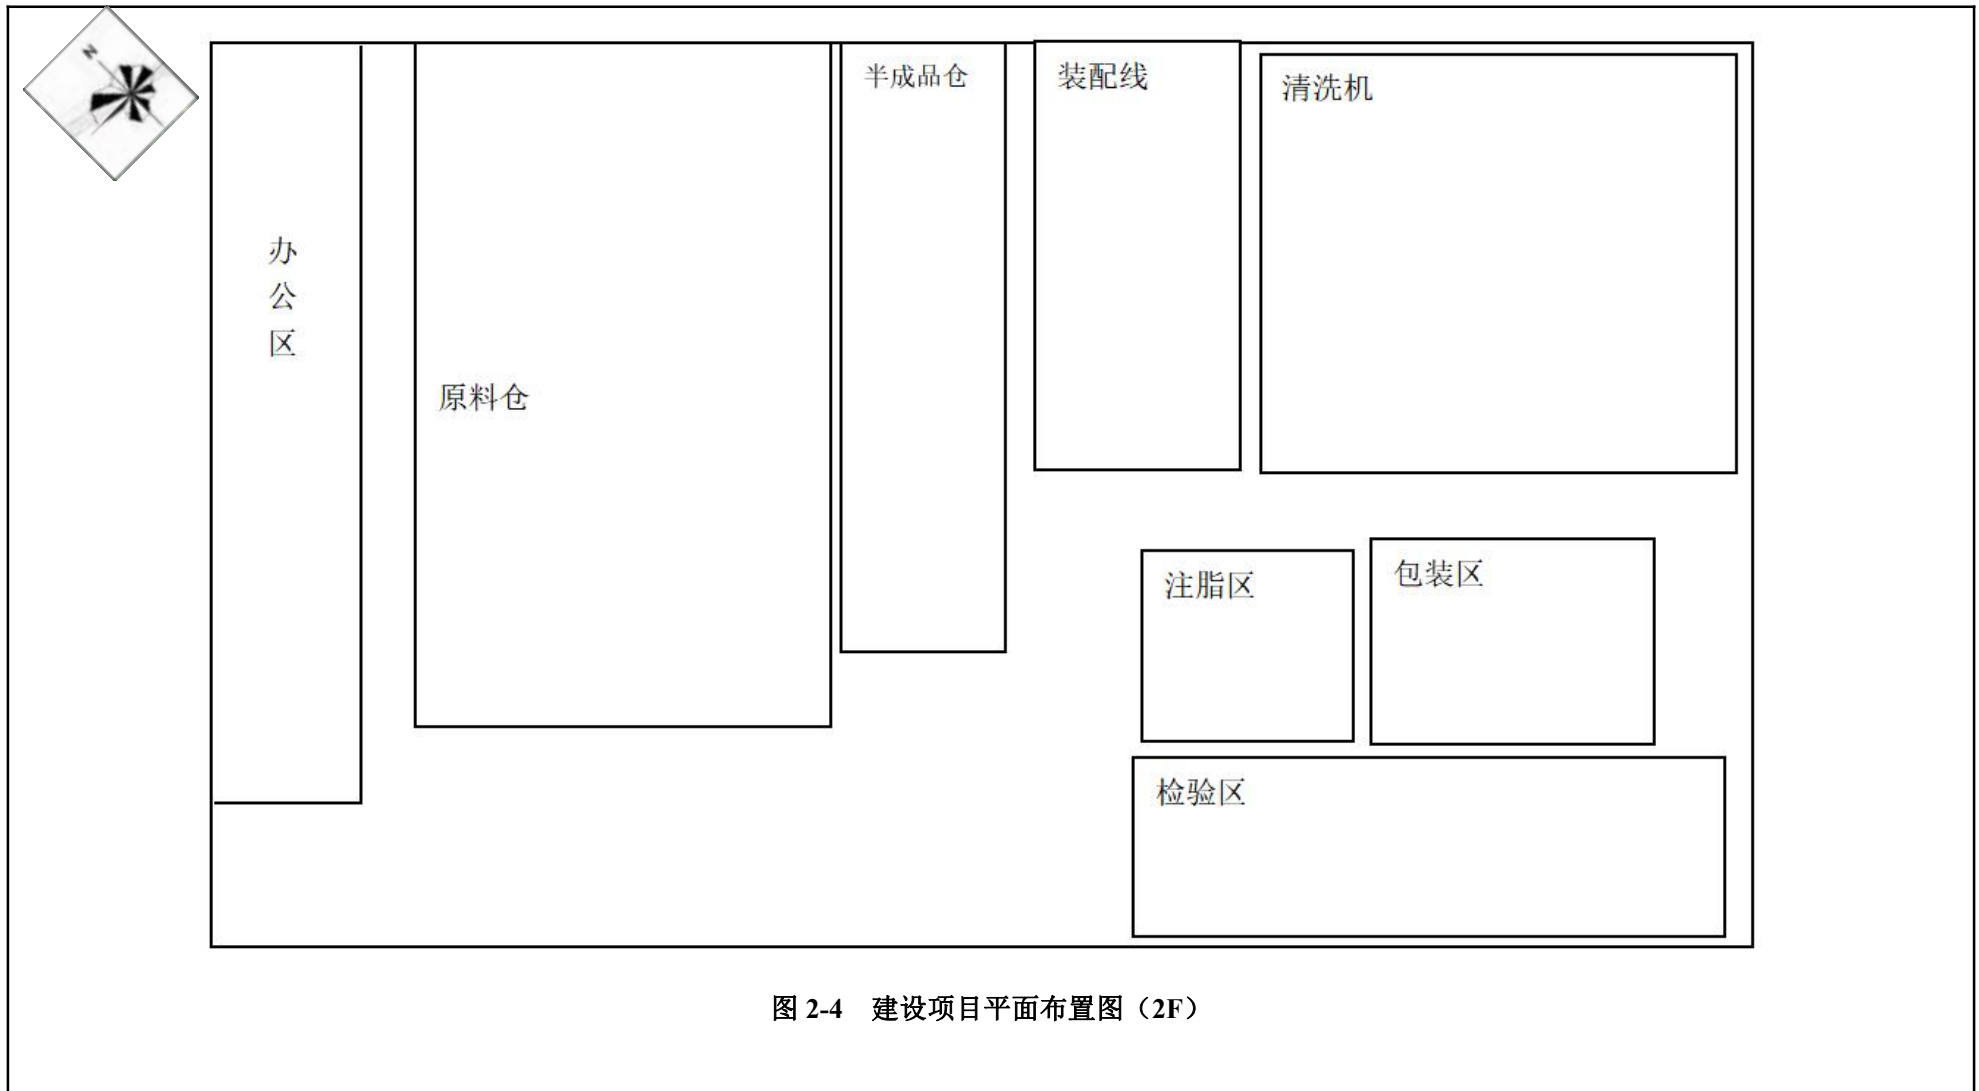 N
半成品仓
装配线
清洗机
办
公
区
原料仓
注脂区
包装区
检验区
图 2-4 建设项目平面布置图（2F）